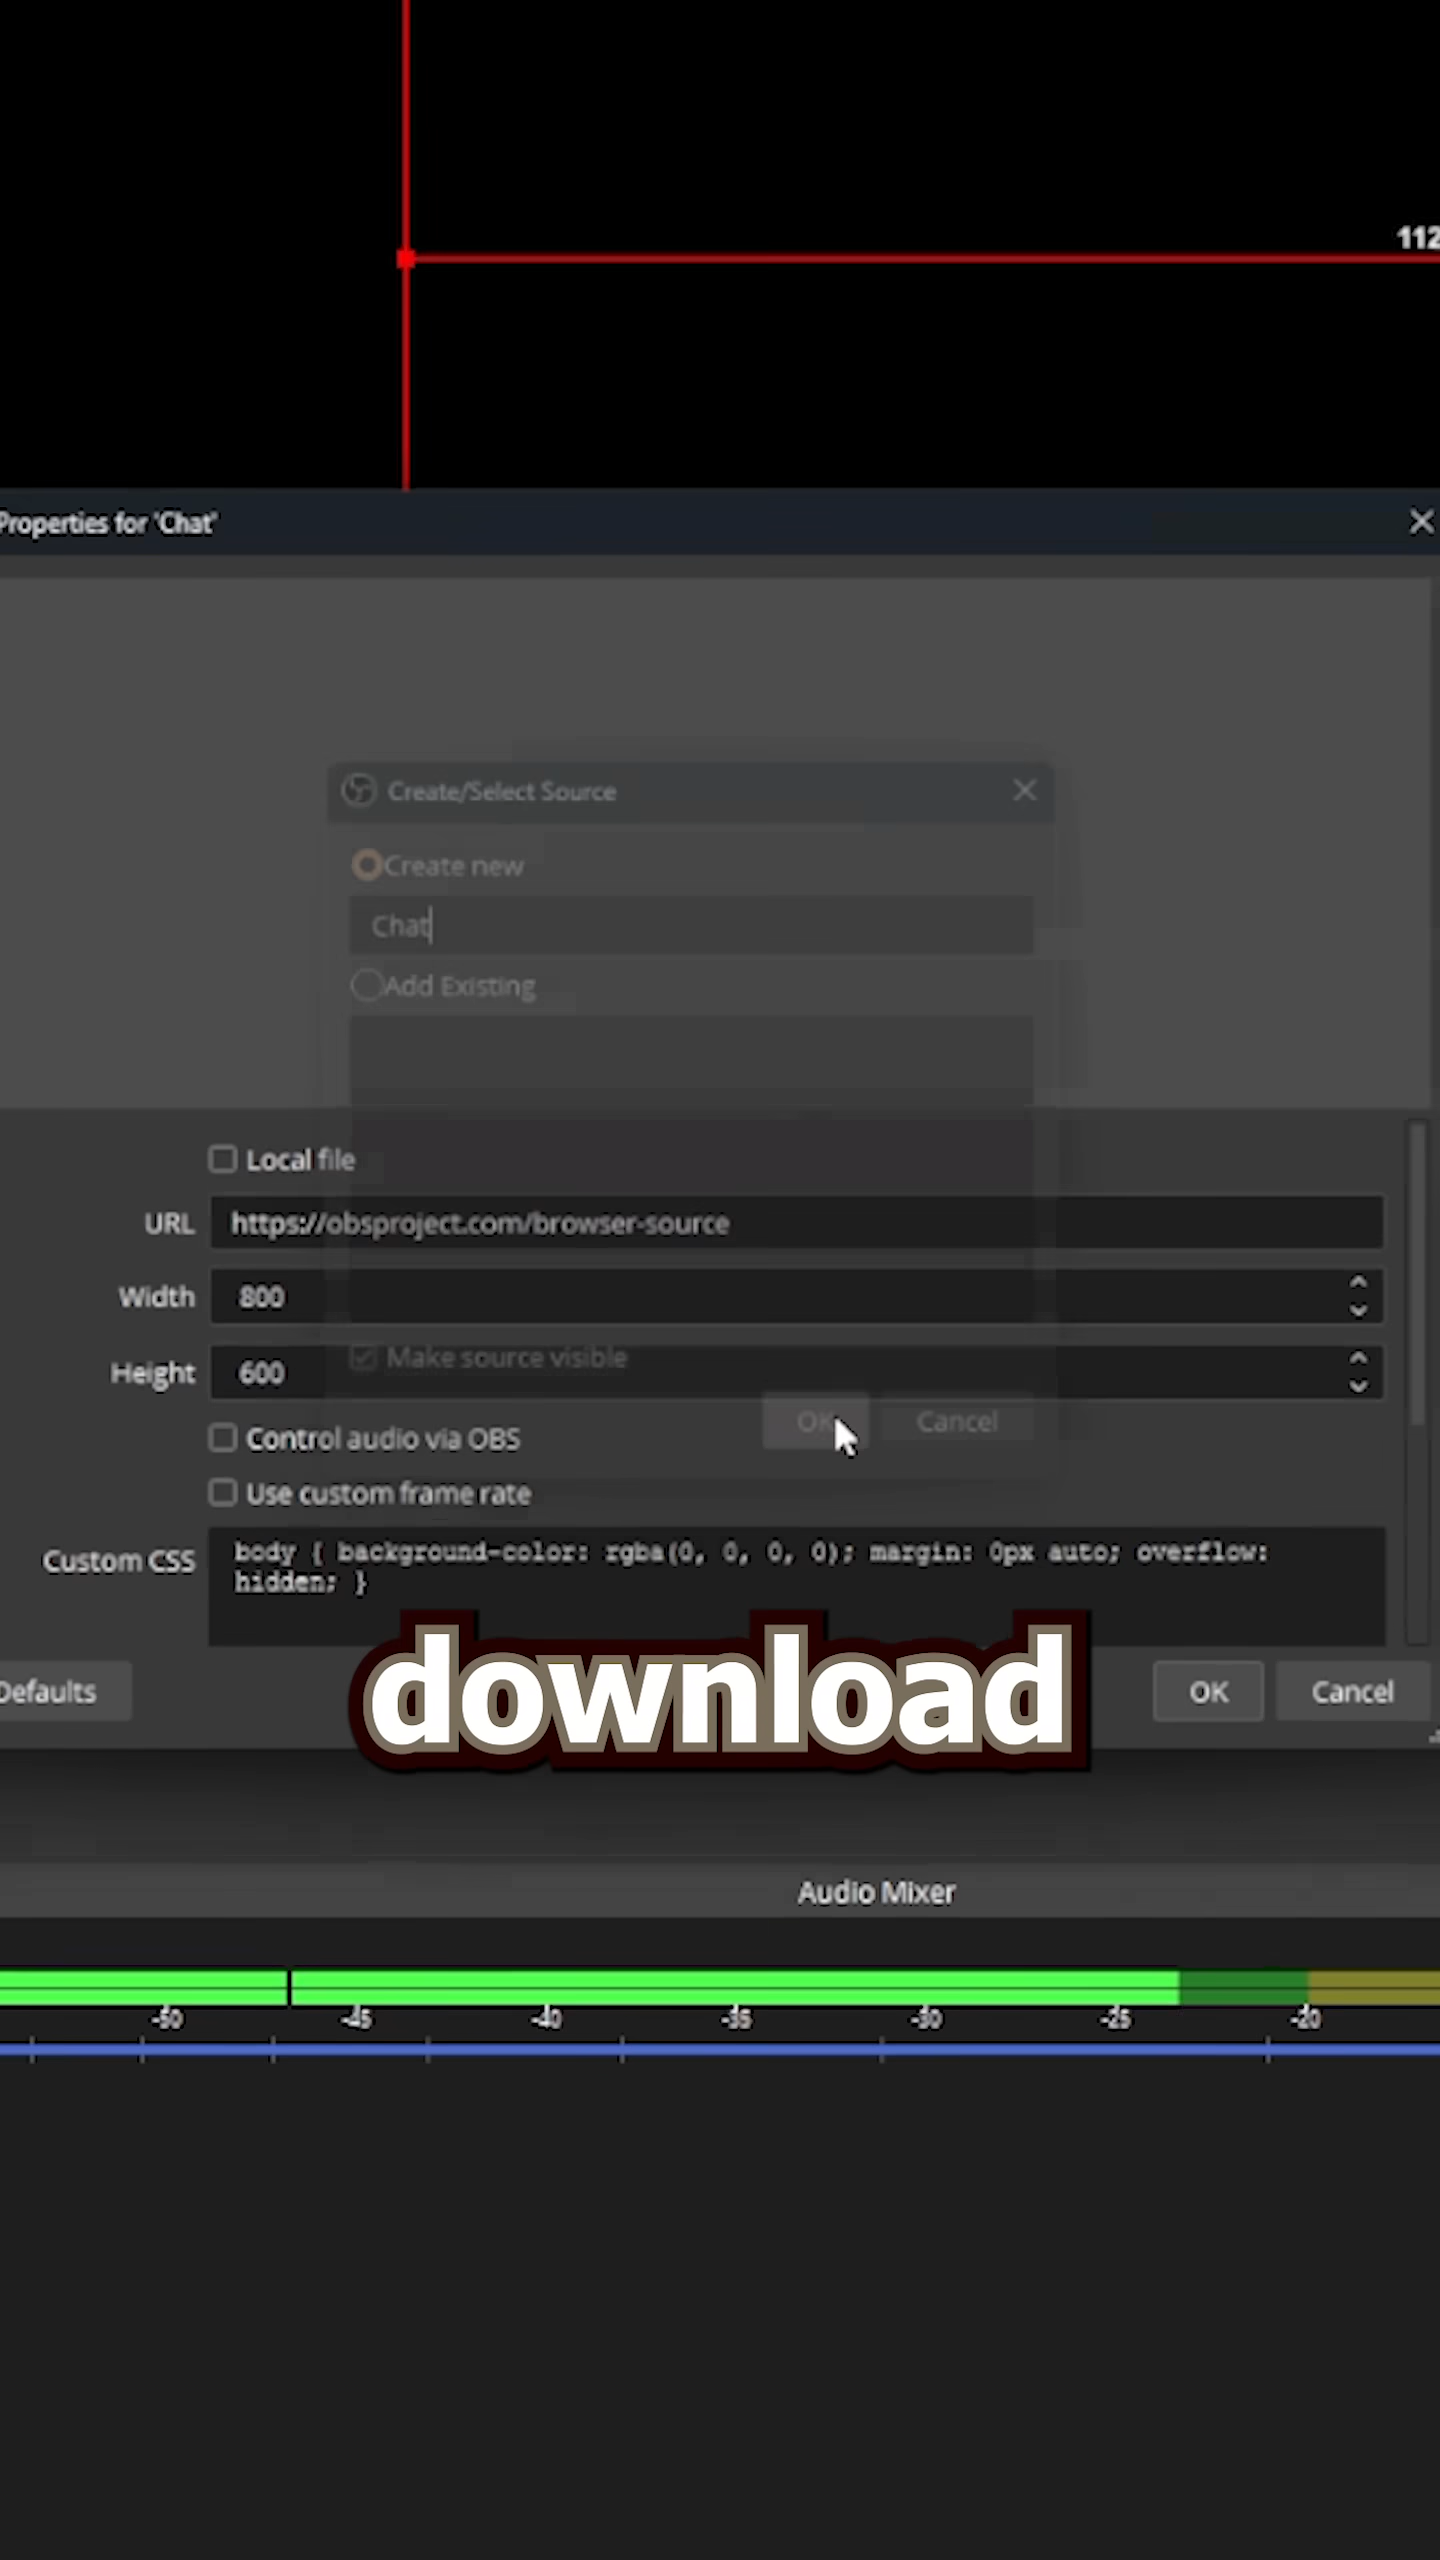 112
Properties for 'Chat'
Create/Select Source
Create new
Chat
Add Existing
Local file
URL https://obsproject.com/browser-source
Width 800
Height 600
Make source visible
OK Cancel
Control audio via OBS
Use custom frame rate
Custom CSS body { background-color: rgba(0, 0, 0, 0); margin: 0px auto; overflow:
hidden; }
download
Defaults OK Cancel
Audio Mixer
-50 -45 -40 -35 -30 -25 -20